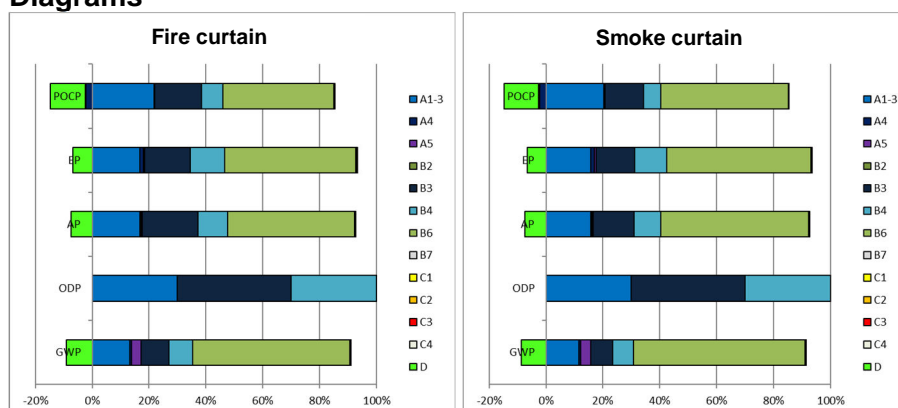 Diagrams
Fire curtain
POCP
EP
AP
ODP
GWP
-20% 0% 20% 40% 60% 80% 100%
A1-3
A4
A5
B2
B3
B4
B6
B7
C1
C2
C3
C4
D
Smoke curtain
POCP
EP
AP
ODP
GWP
-20% 0% 20% 40% 60% 80% 100%
A1-3
A4
A5
B2
B3
B4
B6
B7
C1
C2
C3
C4
D